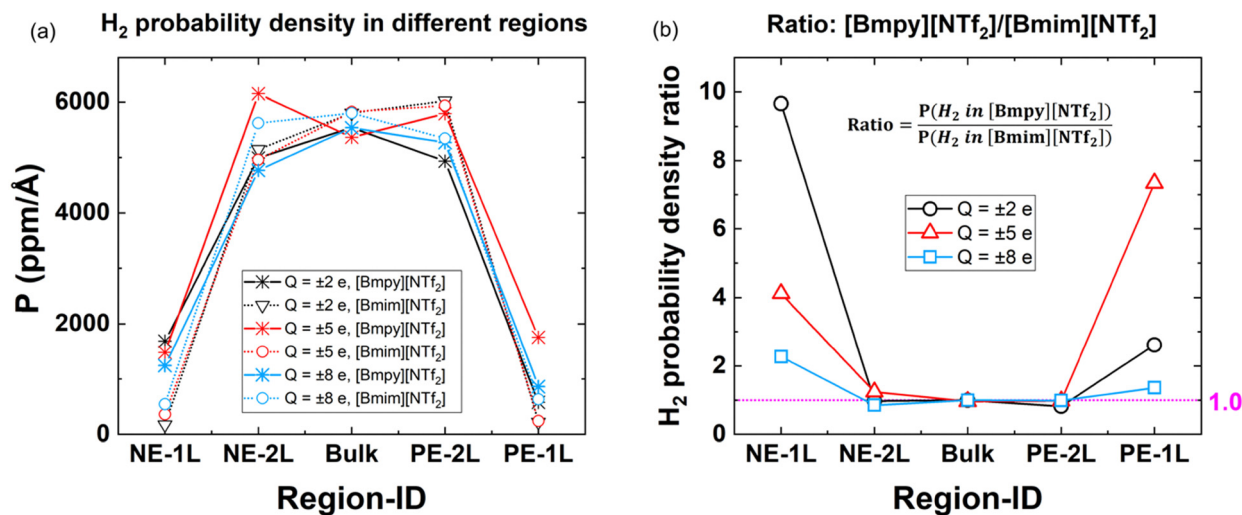 (a)
H₂ probability density in different regions
P (ppm/Å)
6000
4000
2000
0
Q = ±2 e, [Bmpy][NTf₂]
Q = ±2 e, [Bmim][NTf₂]
Q = ±5 e, [Bmpy][NTf₂]
Q = ±5 e, [Bmim][NTf₂]
Q = ±8 e, [Bmpy][NTf₂]
Q = ±8 e, [Bmim][NTf₂]
NE-1L NE-2L Bulk PE-2L PE-1L
Region-ID
(b)
Ratio: [Bmpy][NTf₂]/[Bmim][NTf₂]
H₂ probability density ratio
10
8
6
4
2
0
Ratio = P(H₂ in [Bmpy][NTf₂])
P(H₂ in [Bmim][NTf₂])
Q = ±2 e
Q = ±5 e
Q = ±8 e
1.0
NE-1L NE-2L Bulk PE-2L PE-1L
Region-ID